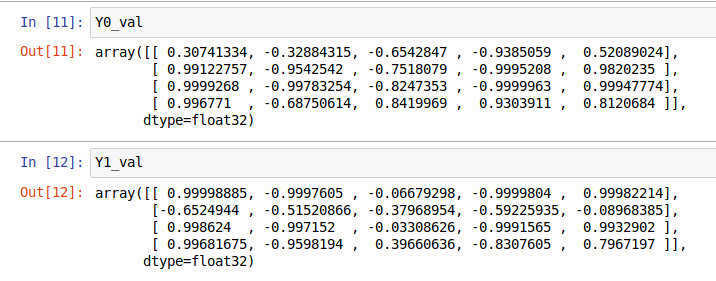 In [11]: Y0_val
Out[11]: array([[ 0.30741334, -0.32884315, -0.6542847 , -0.9385059 ,  0.52089024],
       [ 0.99122757, -0.9542542 , -0.7518079 , -0.9995208 ,  0.9820235 ],
       [ 0.9999268 , -0.99783254, -0.8247353 , -0.9999963 ,  0.99947774],
       [ 0.996771  , -0.68750614,  0.8419969 ,  0.9303911 ,  0.8120684 ]],
      dtype=float32)
In [12]: Y1_val
Out[12]: array([[ 0.99998885, -0.9997605 , -0.06679298, -0.9999804 ,  0.99982214],
       [-0.6524944 , -0.51520866, -0.37968954, -0.59225935, -0.08968385],
       [ 0.998624  , -0.997152  , -0.03308626, -0.9991565 ,  0.9932902 ],
       [ 0.99681675, -0.9598194 ,  0.39660636, -0.8307605 ,  0.7967197 ]],
      dtype=float32)